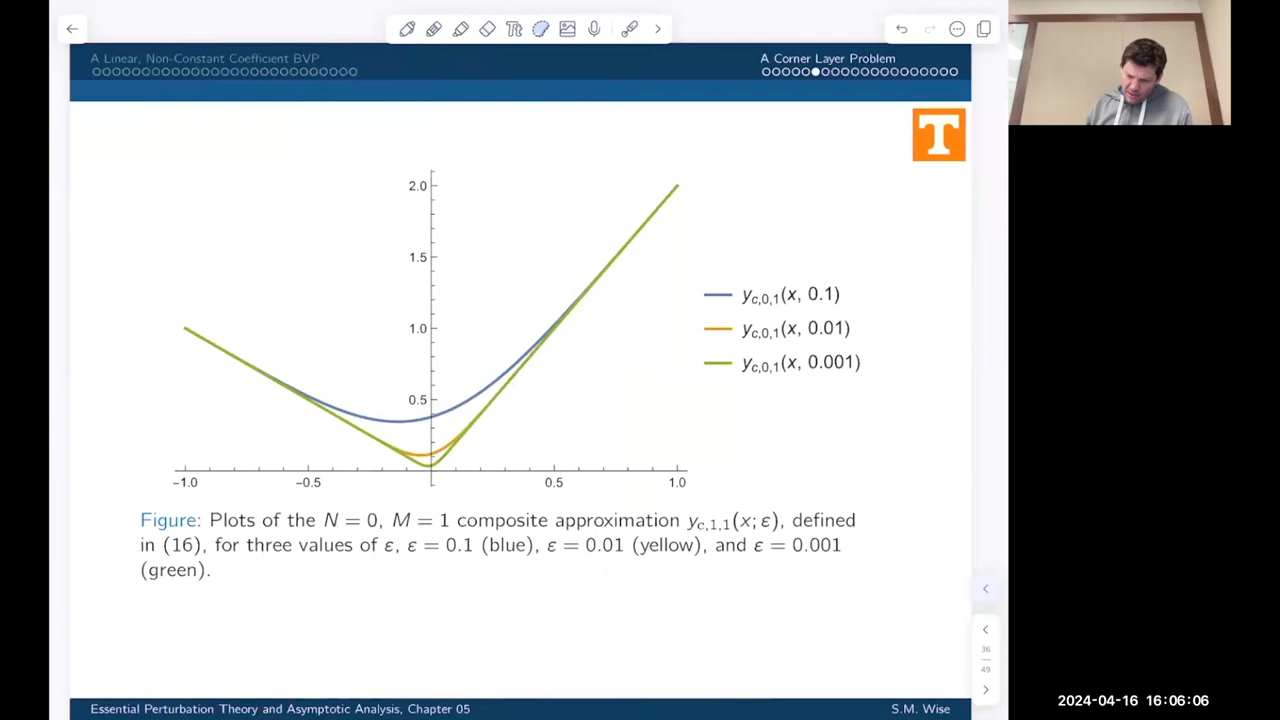 A Linear, Non-Constant Coefficient BVP
A Corner Layer Problem
T
2.0
1.5
1.0
0.5
−1.0 −0.5 0.5 1.0
y_{c,0,1}(x, 0.1)
y_{c,0,1}(x, 0.01)
y_{c,0,1}(x, 0.001)
Figure: Plots of the N = 0, M = 1 composite approximation y_{c,1,1}(x; ε), defined
in (16), for three values of ε, ε = 0.1 (blue), ε = 0.01 (yellow), and ε = 0.001
(green).
36
49
Essential Perturbation Theory and Asymptotic Analysis, Chapter 05
S.M. Wise
2024-04-16 16:06:06